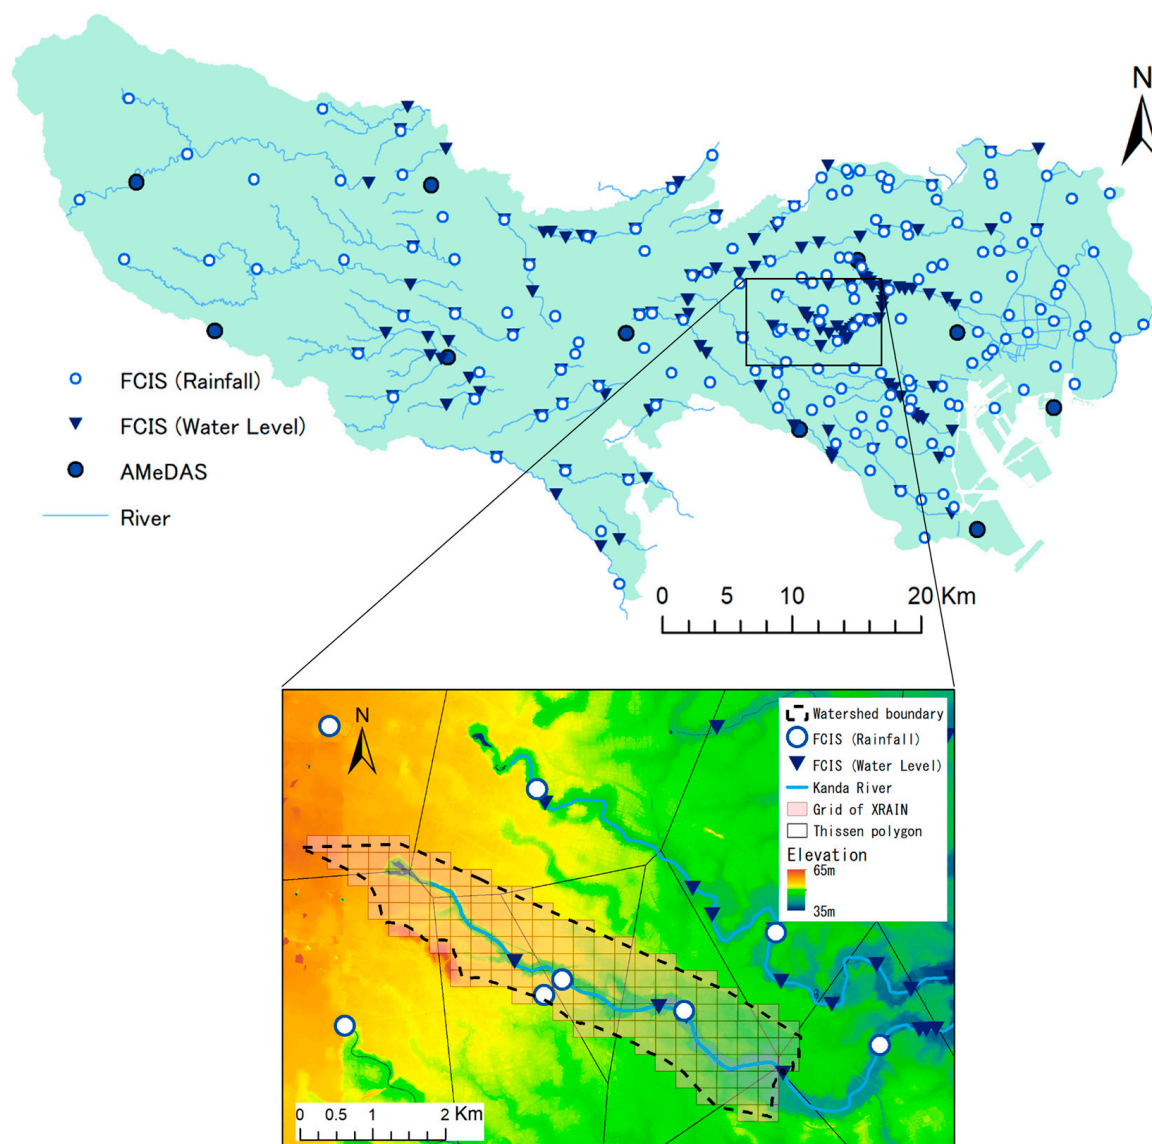 N
FCIS (Rainfall)
FCIS (Water Level)
AMeDAS
River
0 5 10 20 Km
N
Watershed boundary
FCIS (Rainfall)
FCIS (Water Level)
Kanda River
Grid of XRAIN
Thissen polygon
Elevation
65m
35m
0 0.5 1 2 Km